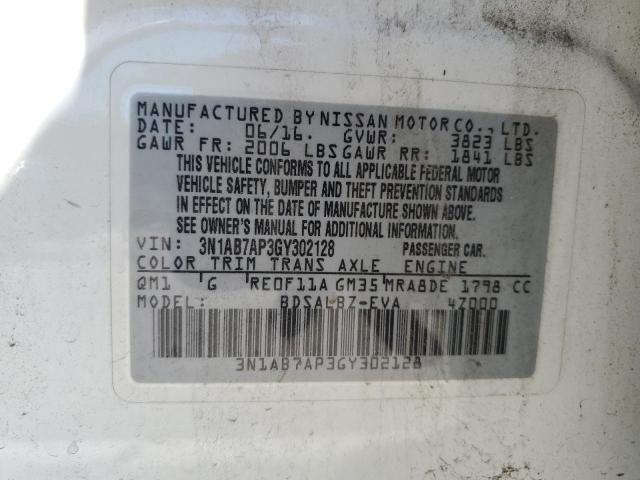 MANUFACTURED BY NISSAN MOTOR CO., LTD.
DATE: 06/16. GVWR: 3823 LBS
GAWR FR: 2006 LBS GAWR RR: 1841 LBS
THIS VEHICLE CONFORMS TO ALL APPLICABLE FEDERAL MOTOR
VEHICLE SAFETY, BUMPER AND THEFT PREVENTION STANDARDS
IN EFFECT ON THE DATE OF MANUFACTURE SHOWN ABOVE.
SEE OWNER'S MANUAL FOR ADDITIONAL INFORMATION.
VIN: 3N1AB7AP3GY302128 PASSENGER CAR.
COLOR TRIM TRANS AXLE ENGINE
QM1 G RE0F11A GM35 MRA8DE 1798 CC
MODEL: BDSALBZ-EVA 47000
3N1AB7AP3GY302128